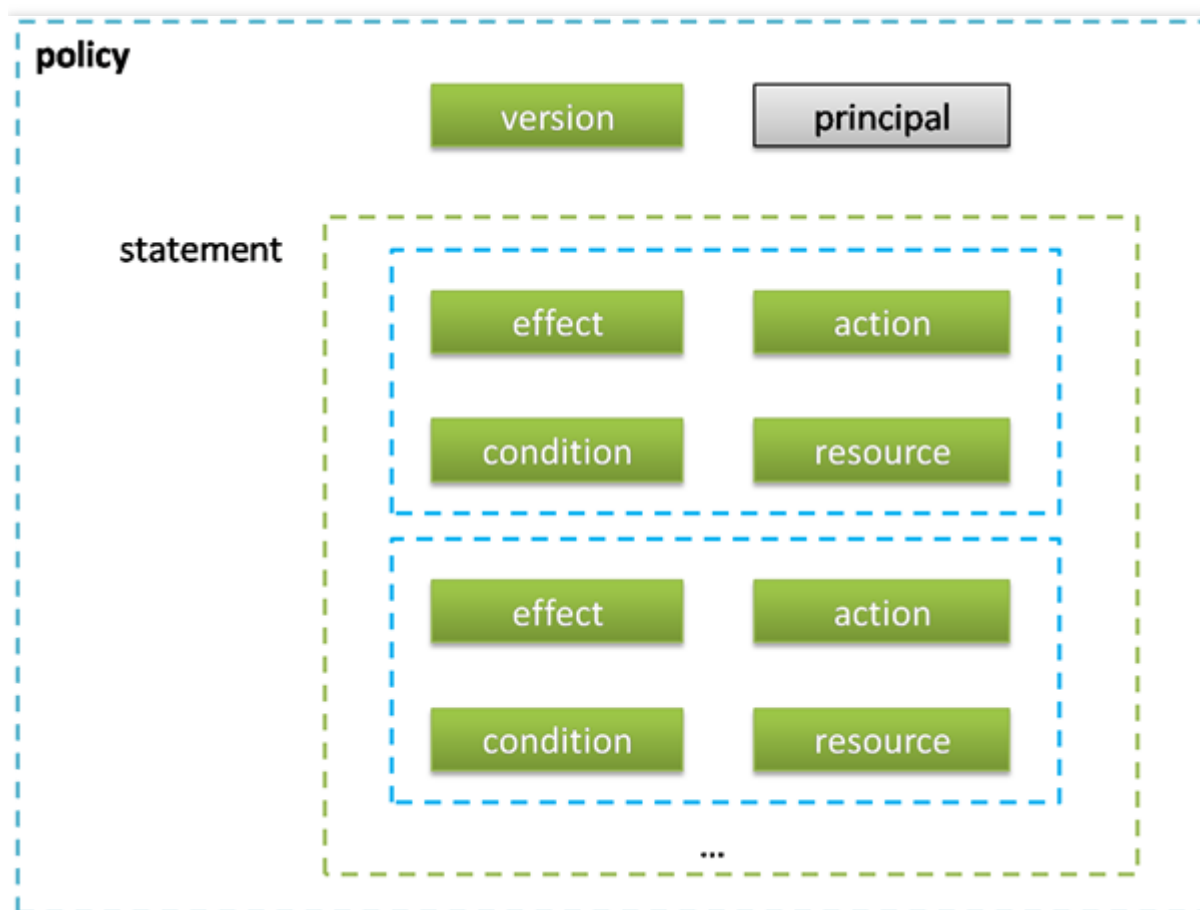 policy
version principal
statement
effect action
condition resource
effect action
condition resource
...